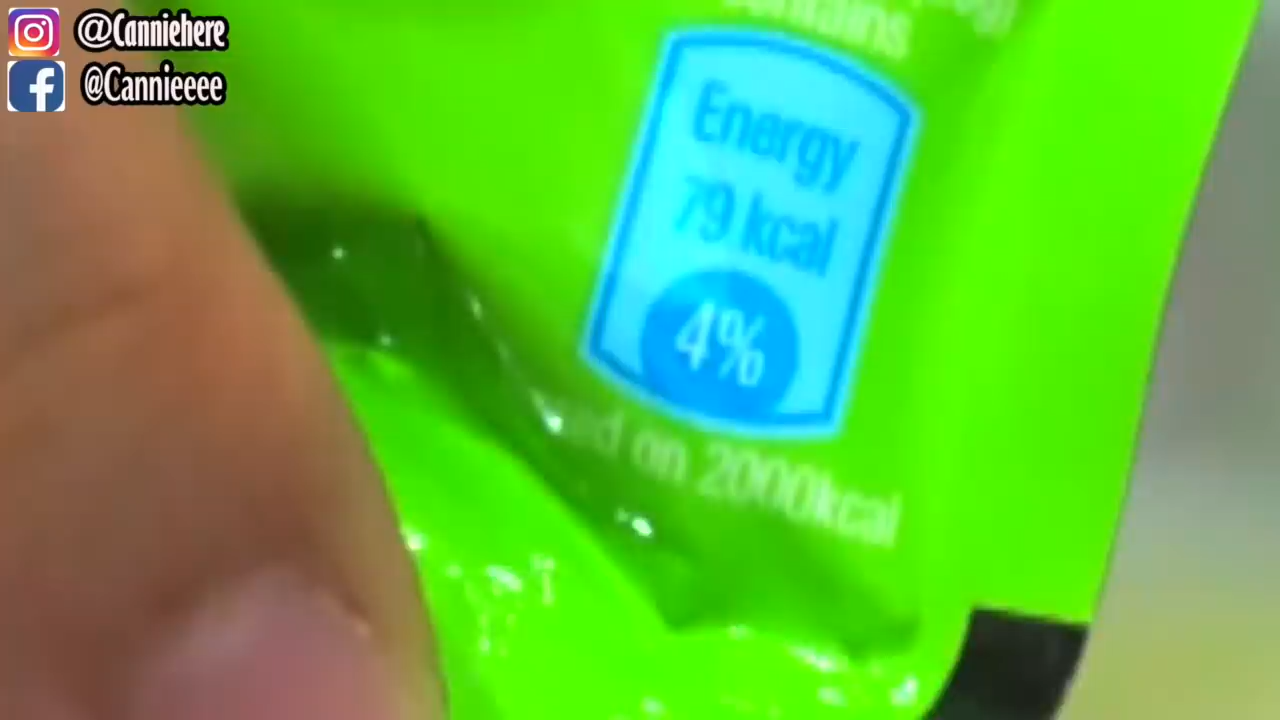 @Canniehere
@Cannieeee
Energy
79 kcal
4%
on 2000kcal